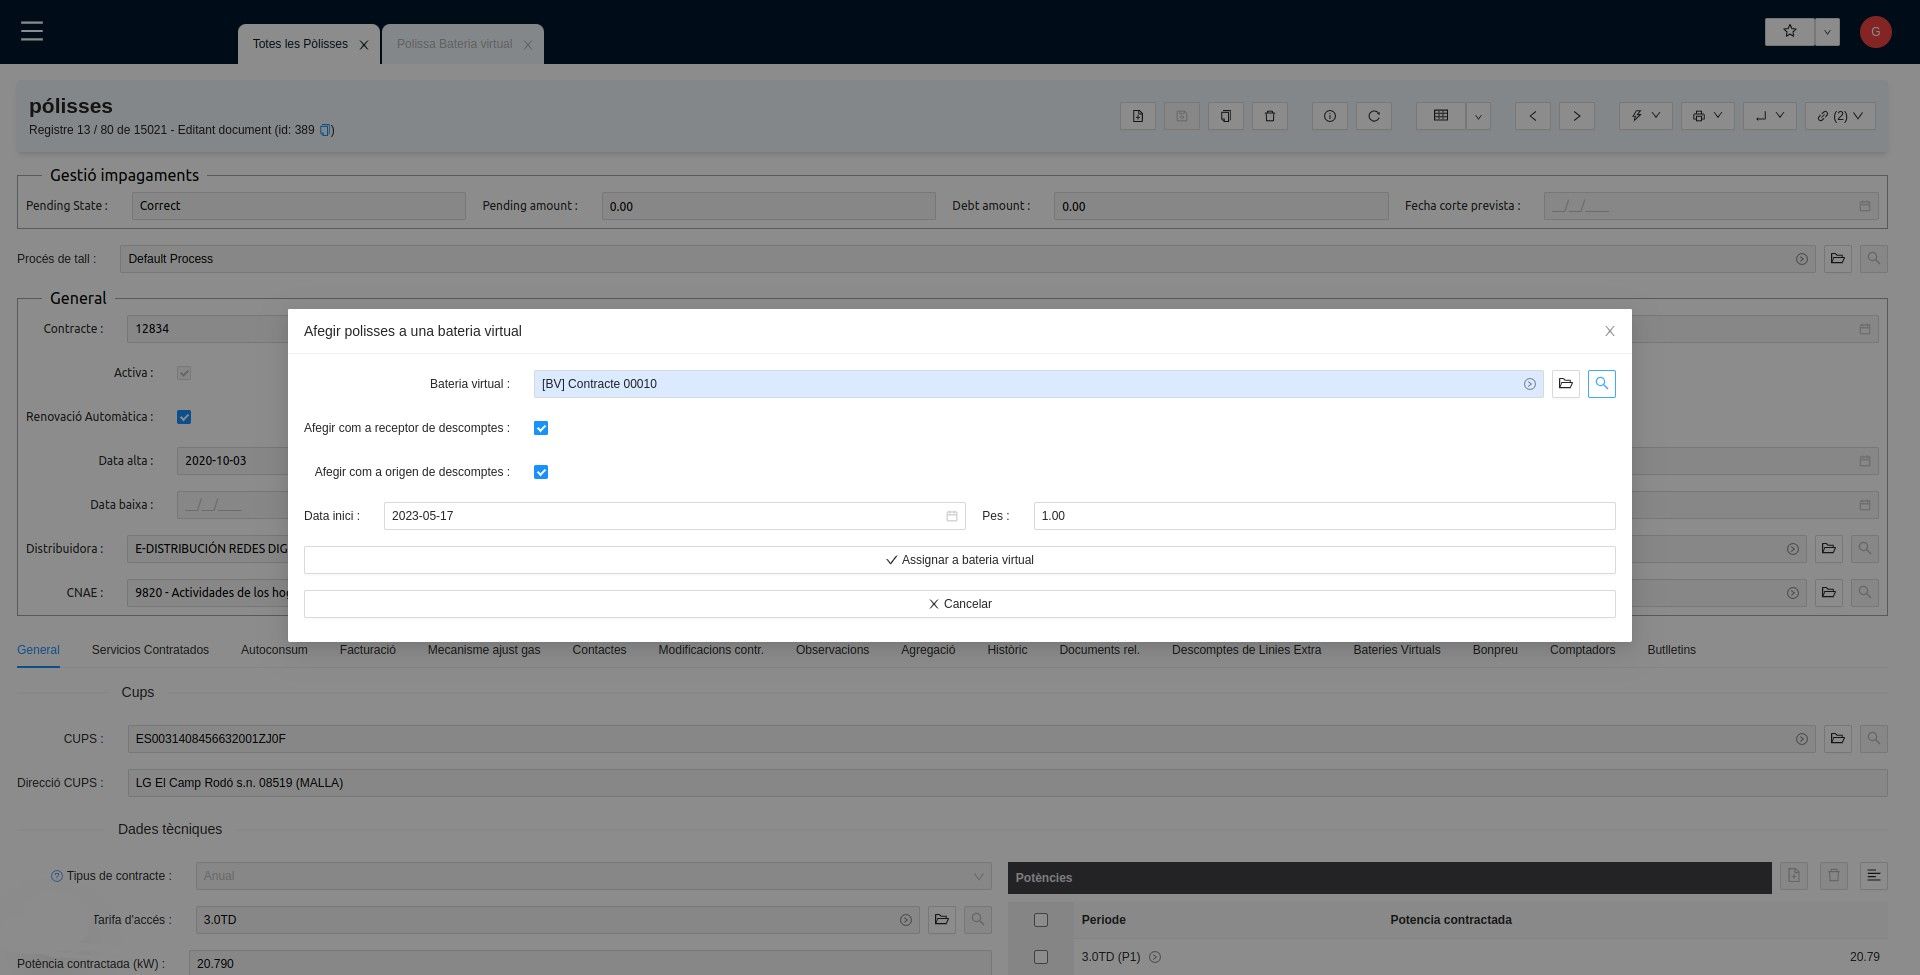 Totes les Pòlisses
Polissa Bateria virtual
G
pólisses
Registre 13 / 80 de 15021 - Editant document (id: 389 )
(2)
Gestió impagaments
Pending State : Correct Pending amount : 0.00 Debt amount : 0.00 Fecha corte prevista : __/__/____
Procés de tall : Default Process
General
Contracte : 12834
Afegir polisses a una bateria virtual
Activa :
Bateria virtual : [BV] Contracte 00010
Renovació Automàtica :
Afegir com a receptor de descomptes :
Data alta : 2020-10-03
Afegir com a origen de descomptes :
Data baixa : __/__/____
Data inici : 2023-05-17 Pes : 1.00
Distribuidora : E-DISTRIBUCIÓN REDES DIG
Assignar a bateria virtual
CNAE : 9820 - Actividades de los hog
Cancelar
General Servicios Contratados Autoconsum Facturació Mecanisme ajust gas Contactes Modificacions contr. Observacions Agregació Històric Documents rel. Descomptes de Linies Extra Bateries Virtuals Bonpreu Comptadors Butlletins
Cups
CUPS : ES0031408456632001ZJ0F
Direcció CUPS : LG El Camp Rodó s.n. 08519 (MALLA)
Dades tècniques
Tipus de contracte : Anual
Potències
Tarifa d'accés : 3.0TD
Periode Potencia contractada
Potència contractada (kW) : 20.790
3.0TD (P1) 20.79